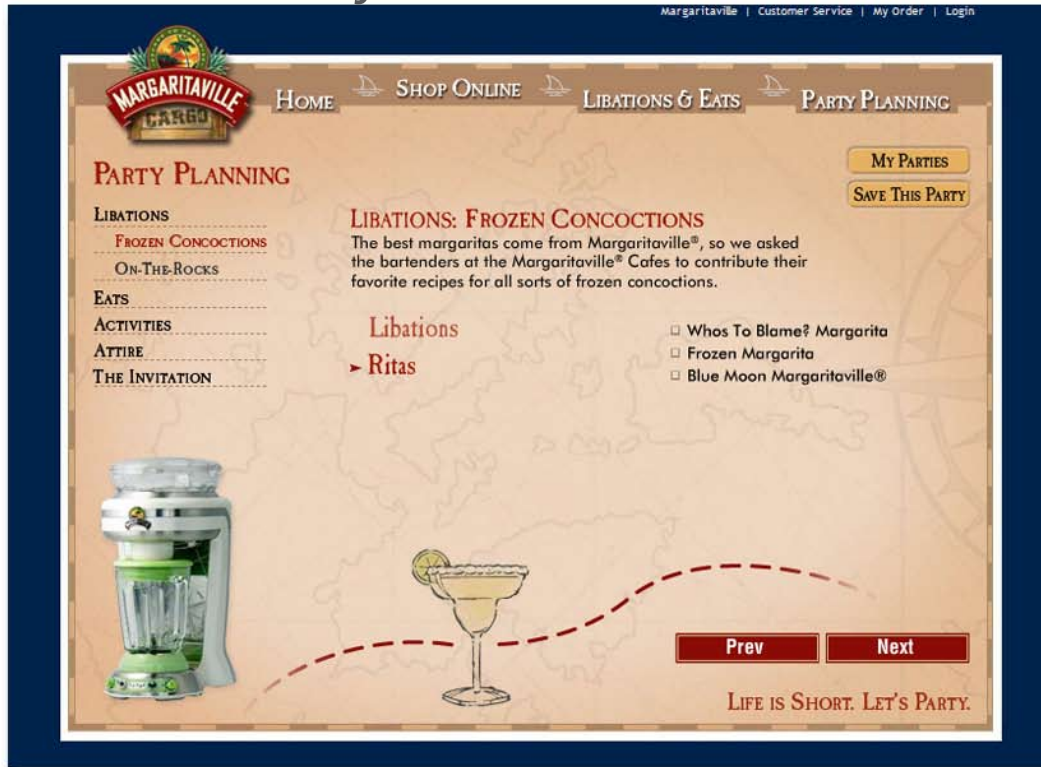 Margaritaville | Customer Service | My Order | Login
MARGARITAVILLE
CARGO
HOME
SHOP ONLINE
LIBATIONS & EATS
PARTY PLANNING
MY PARTIES
SAVE THIS PARTY
PARTY PLANNING
LIBATIONS
FROZEN CONCOCTIONS
ON-THE-ROCKS
EATS
ACTIVITIES
ATTIRE
THE INVITATION
LIBATIONS: FROZEN CONCOCTIONS
The best margaritas come from Margaritaville®, so we asked
the bartenders at the Margaritaville® Cafes to contribute their
favorite recipes for all sorts of frozen concoctions.
Libations
Ritas
Whos To Blame? Margarita
Frozen Margarita
Blue Moon Margaritaville®
Prev
Next
LIFE IS SHORT. LET'S PARTY.